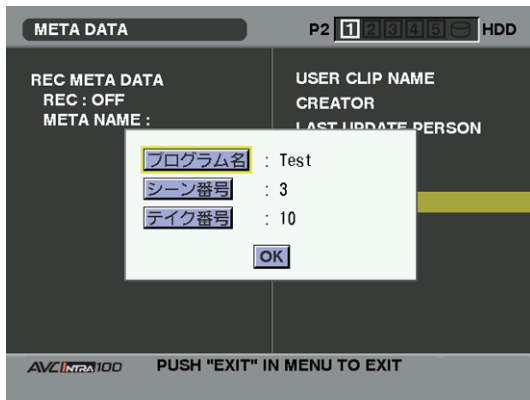 META DATA
P2 1 2 3 4 5 HDD
REC META DATA
REC : OFF
META NAME :
USER CLIP NAME
CREATOR
LAST UPDATE PERSON
プログラム名 : Test
シーン番号 : 3
テイク番号 : 10
OK
AVC INTRA 100 PUSH "EXIT" IN MENU TO EXIT